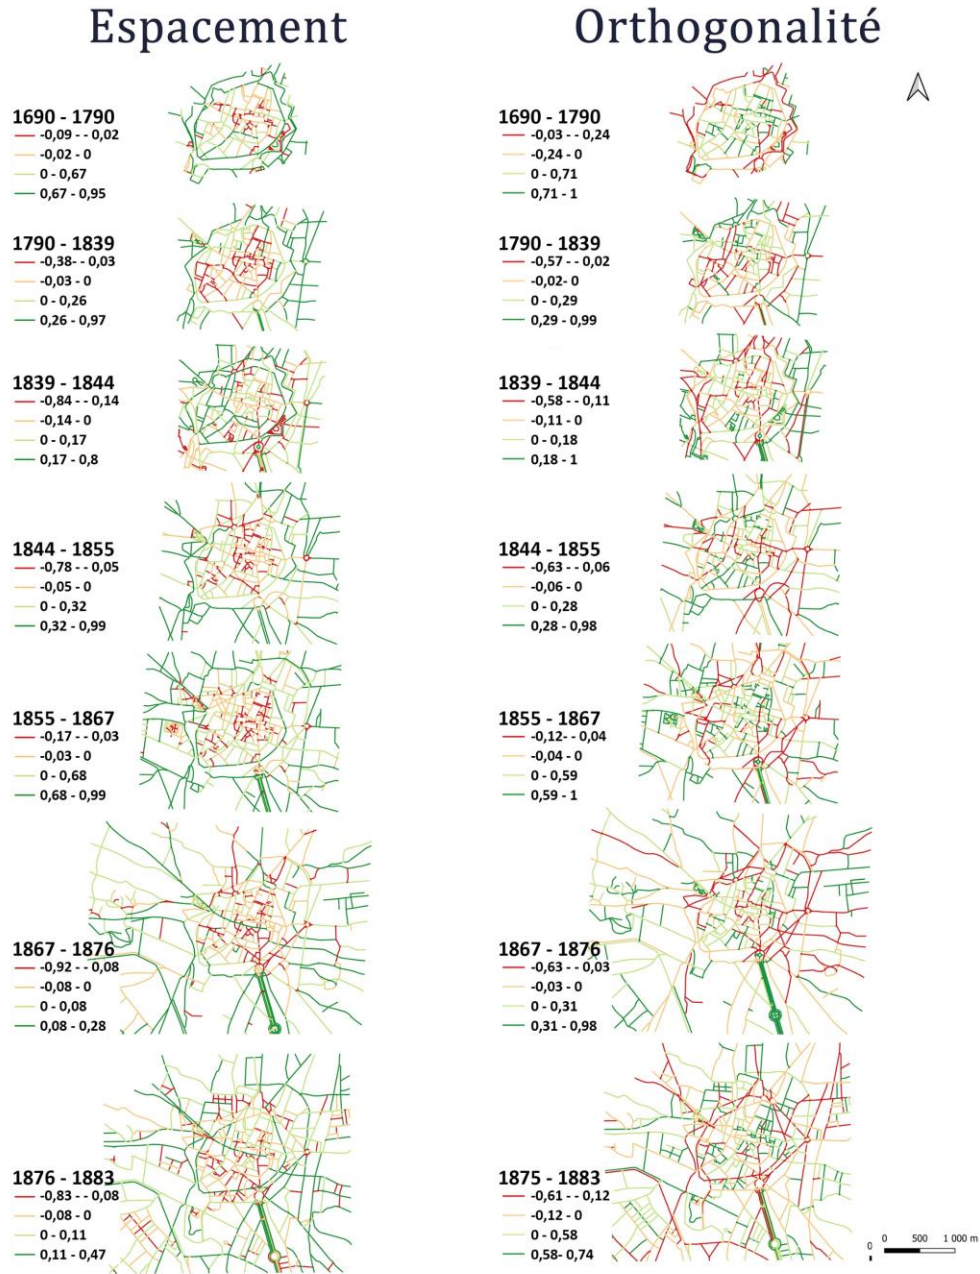 Espacement
1690 - 1790
-0,09 - - 0,02
-0,02 - 0
0 - 0,67
0,67 - 0,95
1790 - 1839
-0,38- - 0,03
-0,03 - 0
0 - 0,26
0,26 - 0,97
1839 - 1844
-0,84 - - 0,14
-0,14 - 0
0 - 0,17
0,17 - 0,8
1844 - 1855
-0,78 - - 0,05
-0,05 - 0
0 - 0,32
0,32 - 0,99
1855 - 1867
-0,17 - - 0,03
-0,03 - 0
0 - 0,68
0,68 - 0,99
1867 - 1876
-0,92 - - 0,08
-0,08 - 0
0 - 0,08
0,08 - 0,28
1876 - 1883
-0,83 - - 0,08
-0,08 - 0
0 - 0,11
0,11 - 0,47
Orthogonalité
1690 - 1790
-0,03 - - 0,24
-0,24 - 0
0 - 0,71
0,71 - 1
1790 - 1839
-0,57 - - 0,02
-0,02- 0
0 - 0,29
0,29 - 0,99
1839 - 1844
-0,58 - - 0,11
-0,11 - 0
0 - 0,18
0,18 - 1
1844 - 1855
-0,63 - - 0,06
-0,06 - 0
0 - 0,28
0,28 - 0,98
1855 - 1867
-0,12- - 0,04
-0,04 - 0
0 - 0,59
0,59 - 1
1867 - 1876
-0,63 - - 0,03
-0,03 - 0
0 - 0,31
0,31 - 0,98
1875 - 1883
-0,61 - - 0,12
-0,12 - 0
0 - 0,58
0,58- 0,74
0 0 500 1 000 m